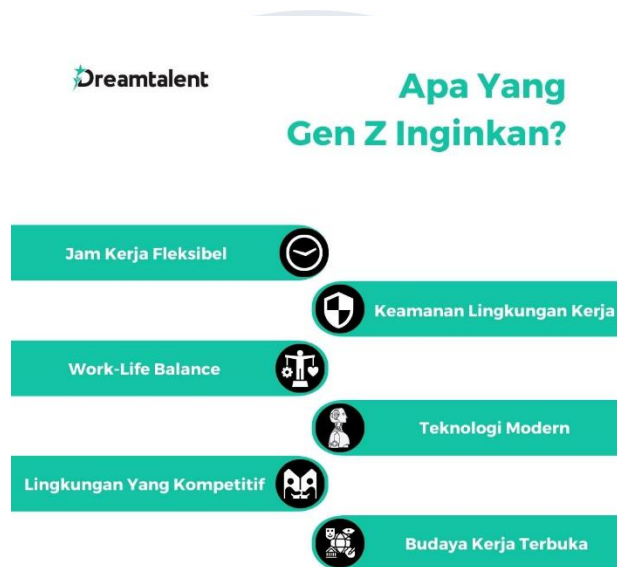 Dreamtalent
Apa Yang
Gen Z Inginkan?
Jam Kerja Fleksibel
Keamanan Lingkungan Kerja
Work-Life Balance
Teknologi Modern
Lingkungan Yang Kompetitif
Budaya Kerja Terbuka